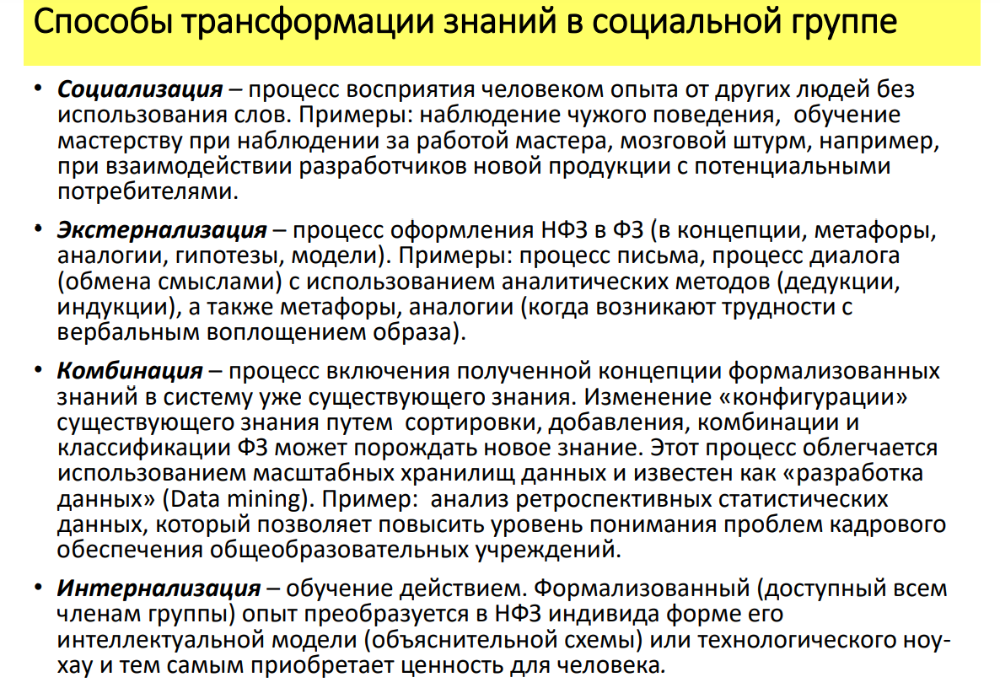 Способы трансформации знаний в социальной группе
• Социализация – процесс восприятия человеком опыта от других людей без
использования слов. Примеры: наблюдение чужого поведения, обучение
мастерству при наблюдении за работой мастера, мозговой штурм, например,
при взаимодействии разработчиков новой продукции с потенциальными
потребителями.
• Экстернализация – процесс оформления НФЗ в ФЗ (в концепции, метафоры,
аналогии, гипотезы, модели). Примеры: процесс письма, процесс диалога
(обмена смыслами) с использованием аналитических методов (дедукции,
индукции), а также метафоры, аналогии (когда возникают трудности с
вербальным воплощением образа).
• Комбинация – процесс включения полученной концепции формализованных
знаний в систему уже существующего знания. Изменение «конфигурации»
существующего знания путем сортировки, добавления, комбинации и
классификации ФЗ может порождать новое знание. Этот процесс облегчается
использованием масштабных хранилищ данных и известен как «разработка
данных» (Data mining). Пример: анализ ретроспективных статистических
данных, который позволяет повысить уровень понимания проблем кадрового
обеспечения общеобразовательных учреждений.
• Интернализация – обучение действием. Формализованный (доступный всем
членам группы) опыт преобразуется в НФЗ индивида форме его
интеллектуальной модели (объяснительной схемы) или технологического ноу-
хау и тем самым приобретает ценность для человека.